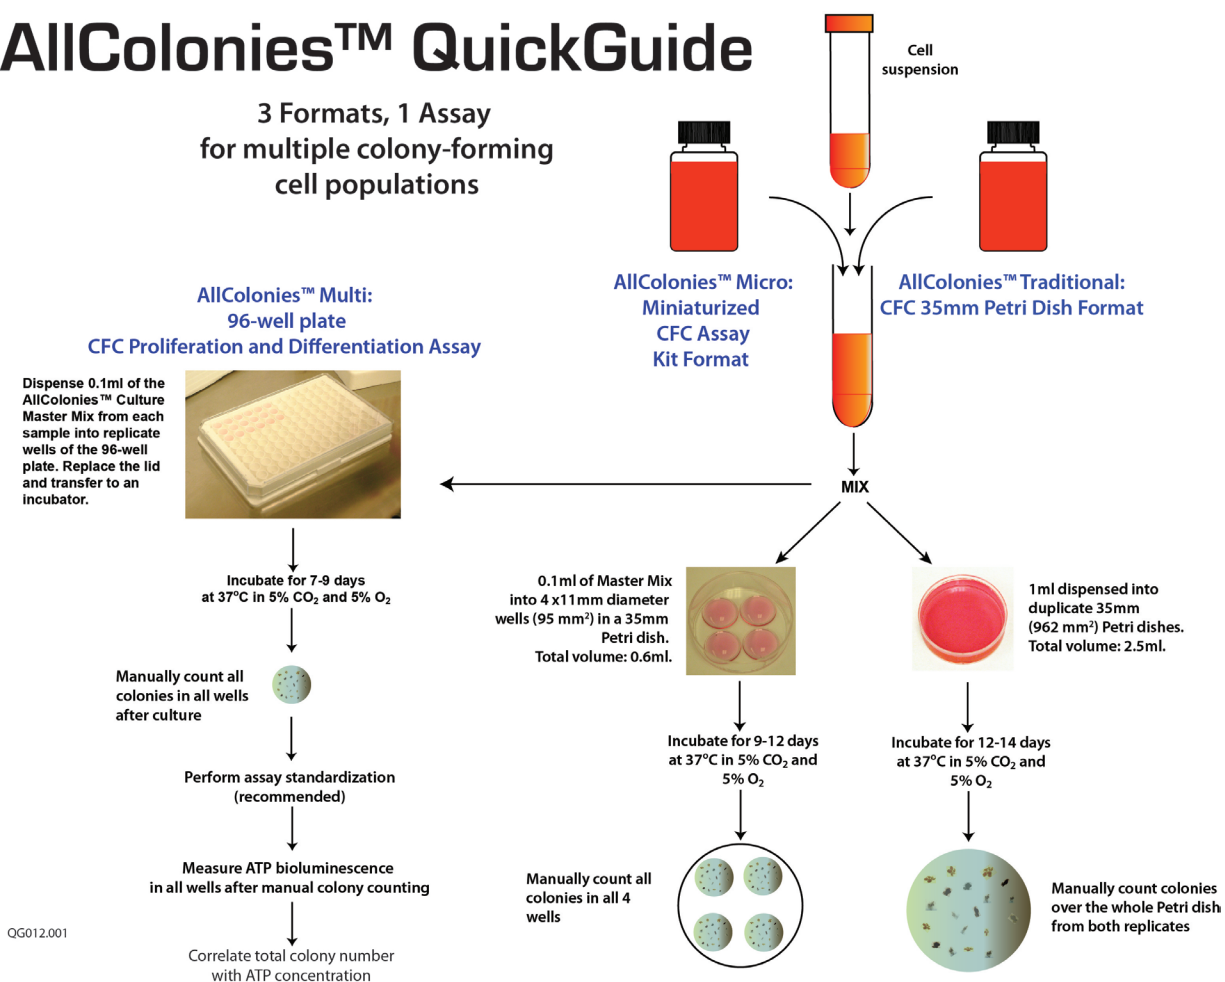 AllColonies™ QuickGuide
3 Formats, 1 Assay
for multiple colony-forming
cell populations
Cell
suspension
AllColonies™ Micro:
Miniaturized
CFC Assay
Kit Format
AllColonies™ Traditional:
CFC 35mm Petri Dish Format
AllColonies™ Multi:
96-well plate
CFC Proliferation and Differentiation Assay
Dispense 0.1ml of the
AllColonies™ Culture
Master Mix from each
sample into replicate
wells of the 96-well
plate. Replace the lid
and transfer to an
incubator.
MIX
Incubate for 7-9 days
at 37°C in 5% CO₂ and 5% O₂
Manually count all
colonies in all wells
after culture
Perform assay standardization
(recommended)
Measure ATP bioluminescence
in all wells after manual colony counting
Correlate total colony number
with ATP concentration
0.1ml of Master Mix
into 4 x11mm diameter
wells (95 mm²) in a 35mm
Petri dish.
Total volume: 0.6ml.
Incubate for 9-12 days
at 37°C in 5% CO₂ and
5% O₂
Manually count all
colonies in all 4
wells
1ml dispensed into
duplicate 35mm
(962 mm²) Petri dishes.
Total volume: 2.5ml.
Incubate for 12-14 days
at 37°C in 5% CO₂ and
5% O₂
Manually count colonies
over the whole Petri dish
from both replicates
QG012.001